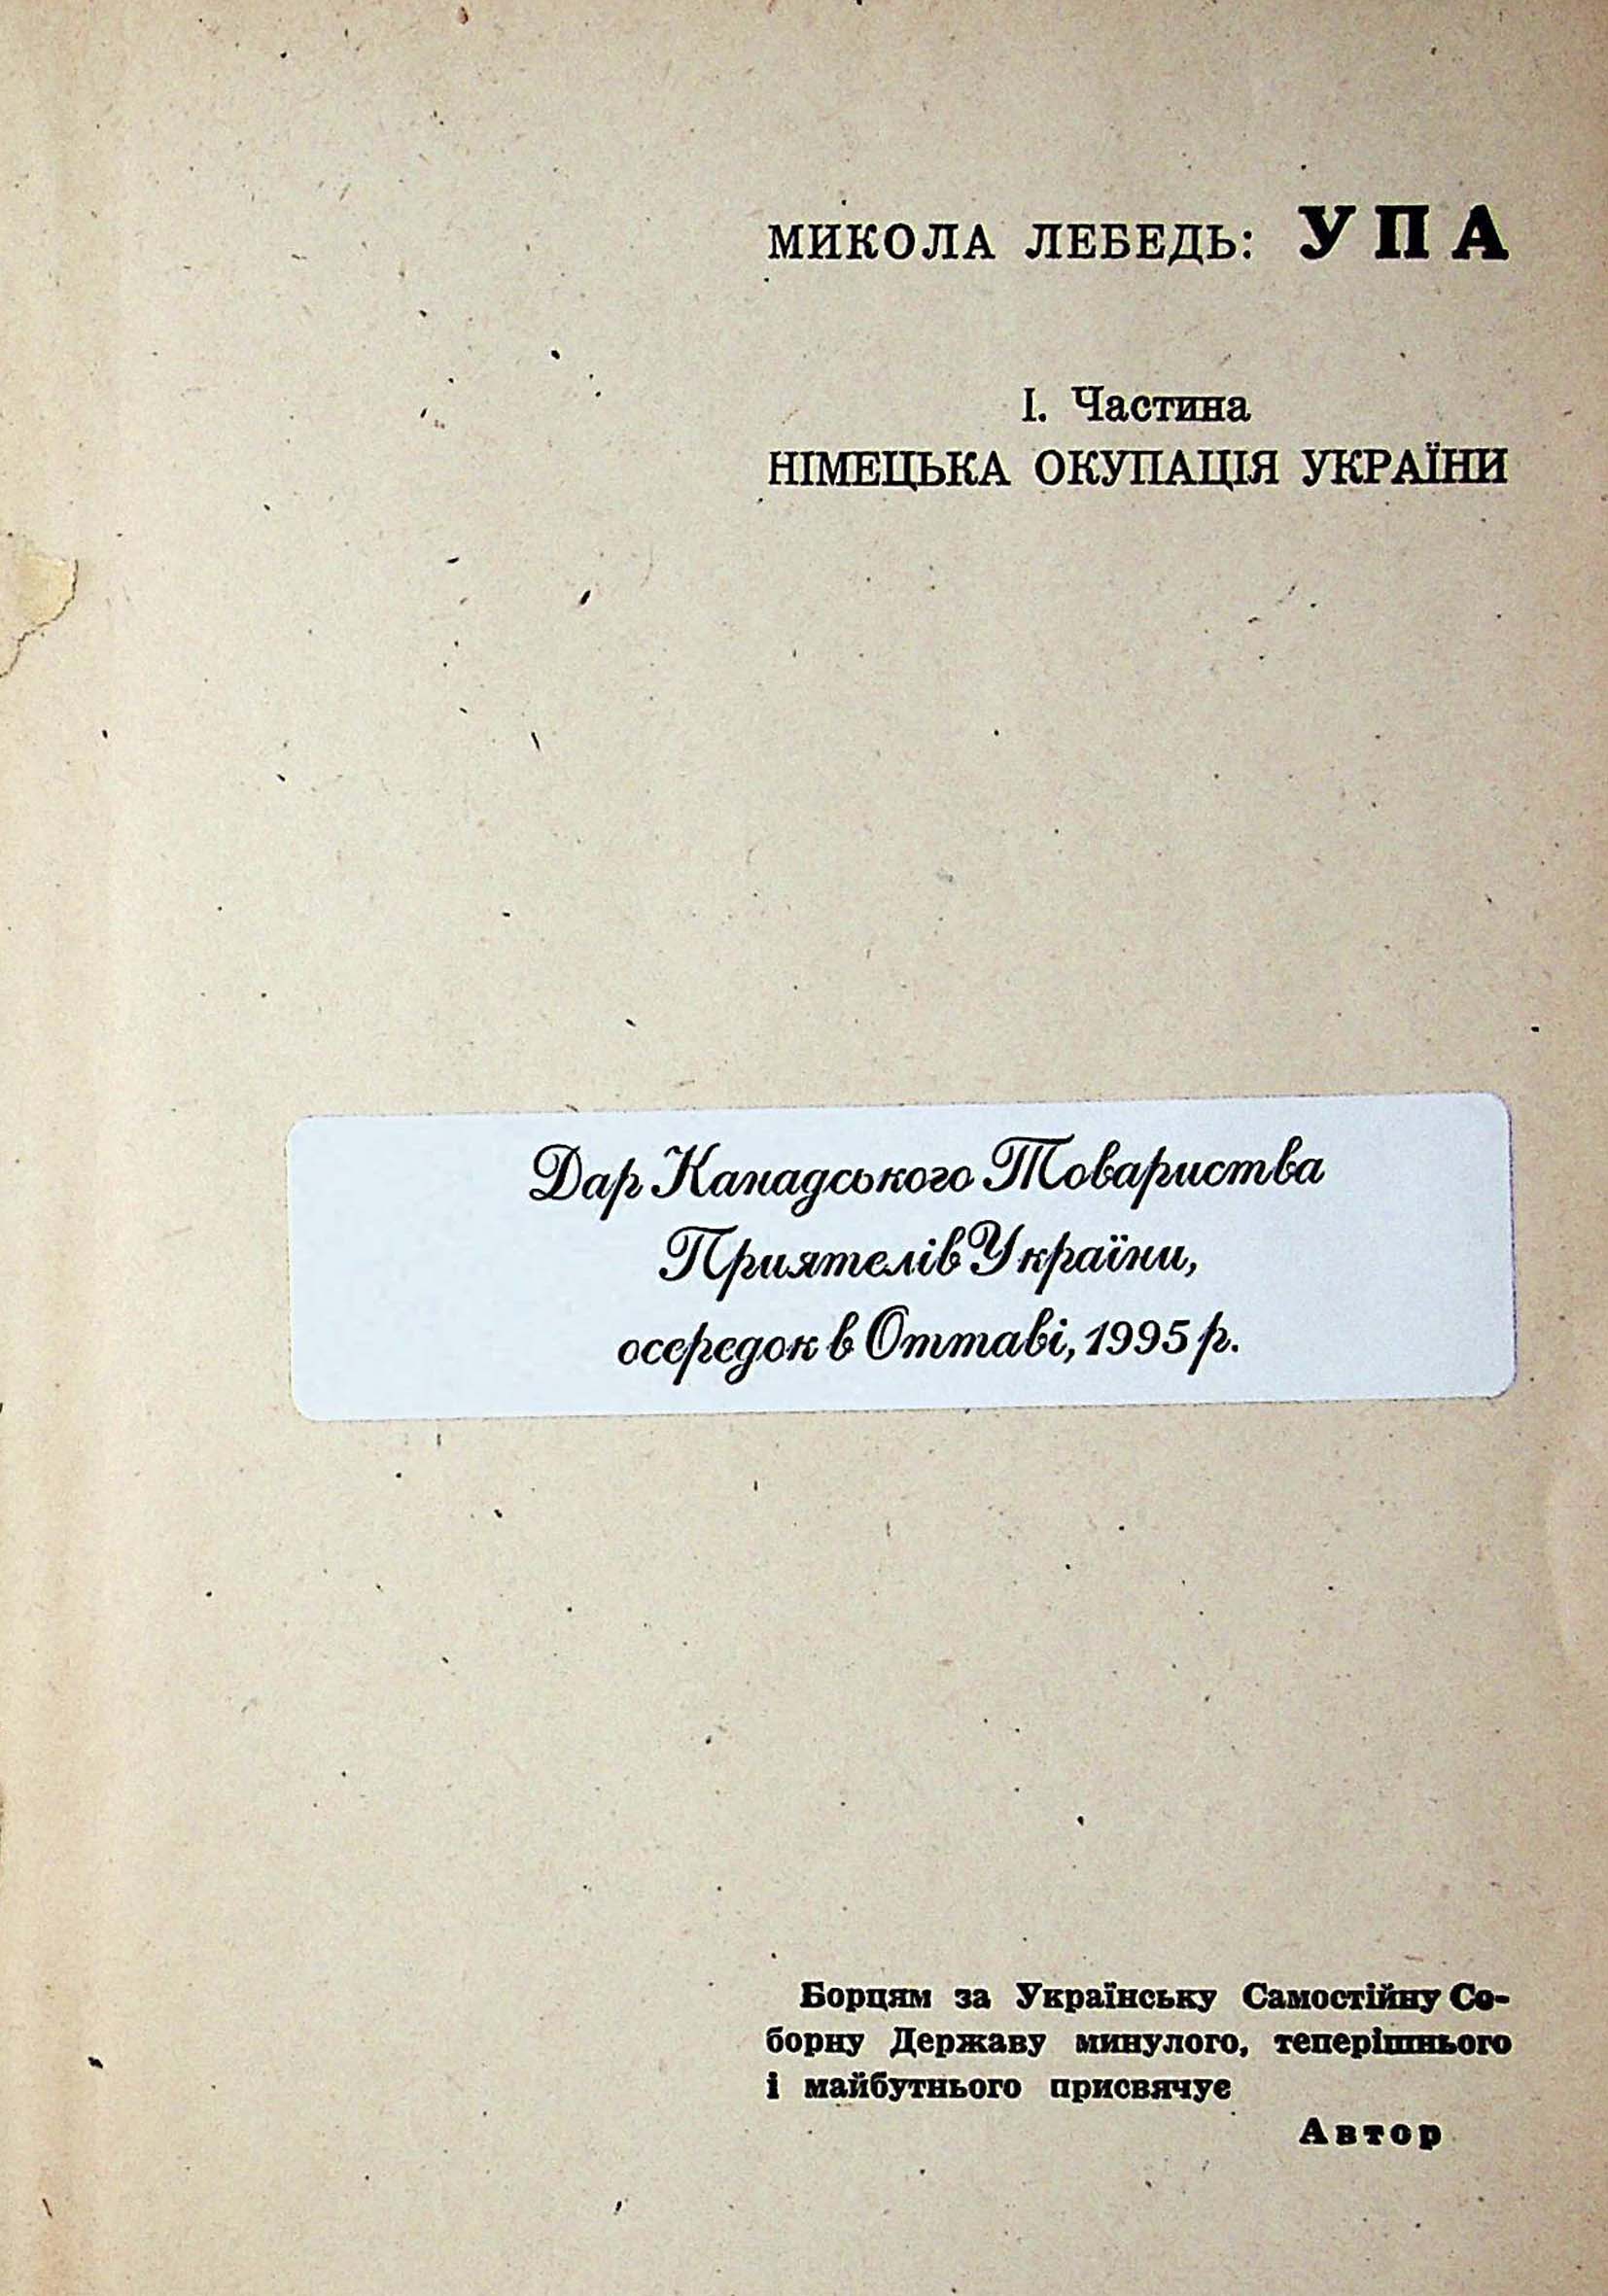 МИКОЛА ЛЕБЕДЬ: УПА
І. Частина
НІМЕЦЬКА ОКУПАЦІЯ УКРАЇНИ
Дар Канадського Товариства
Приятелів України,
осередок в Оттаві, 1995 р.
Борцям за Українську Самостійну Со-
борну Державу минулого, теперішнього
і майбутнього присвячує
Автор